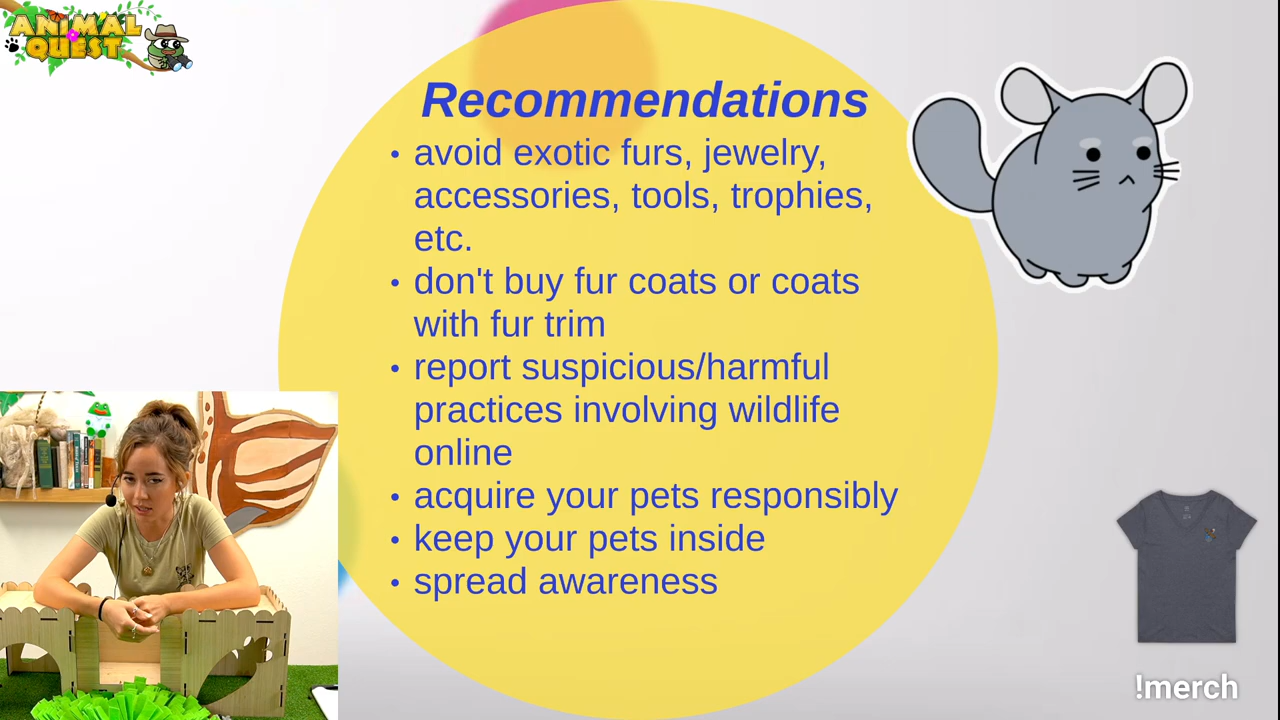 ANIMAL
QUEST
Recommendations
• avoid exotic furs, jewelry,
accessories, tools, trophies,
etc.
• don't buy fur coats or coats
with fur trim
• report suspicious/harmful
practices involving wildlife
online
• acquire your pets responsibly
• keep your pets inside
• spread awareness
!merch